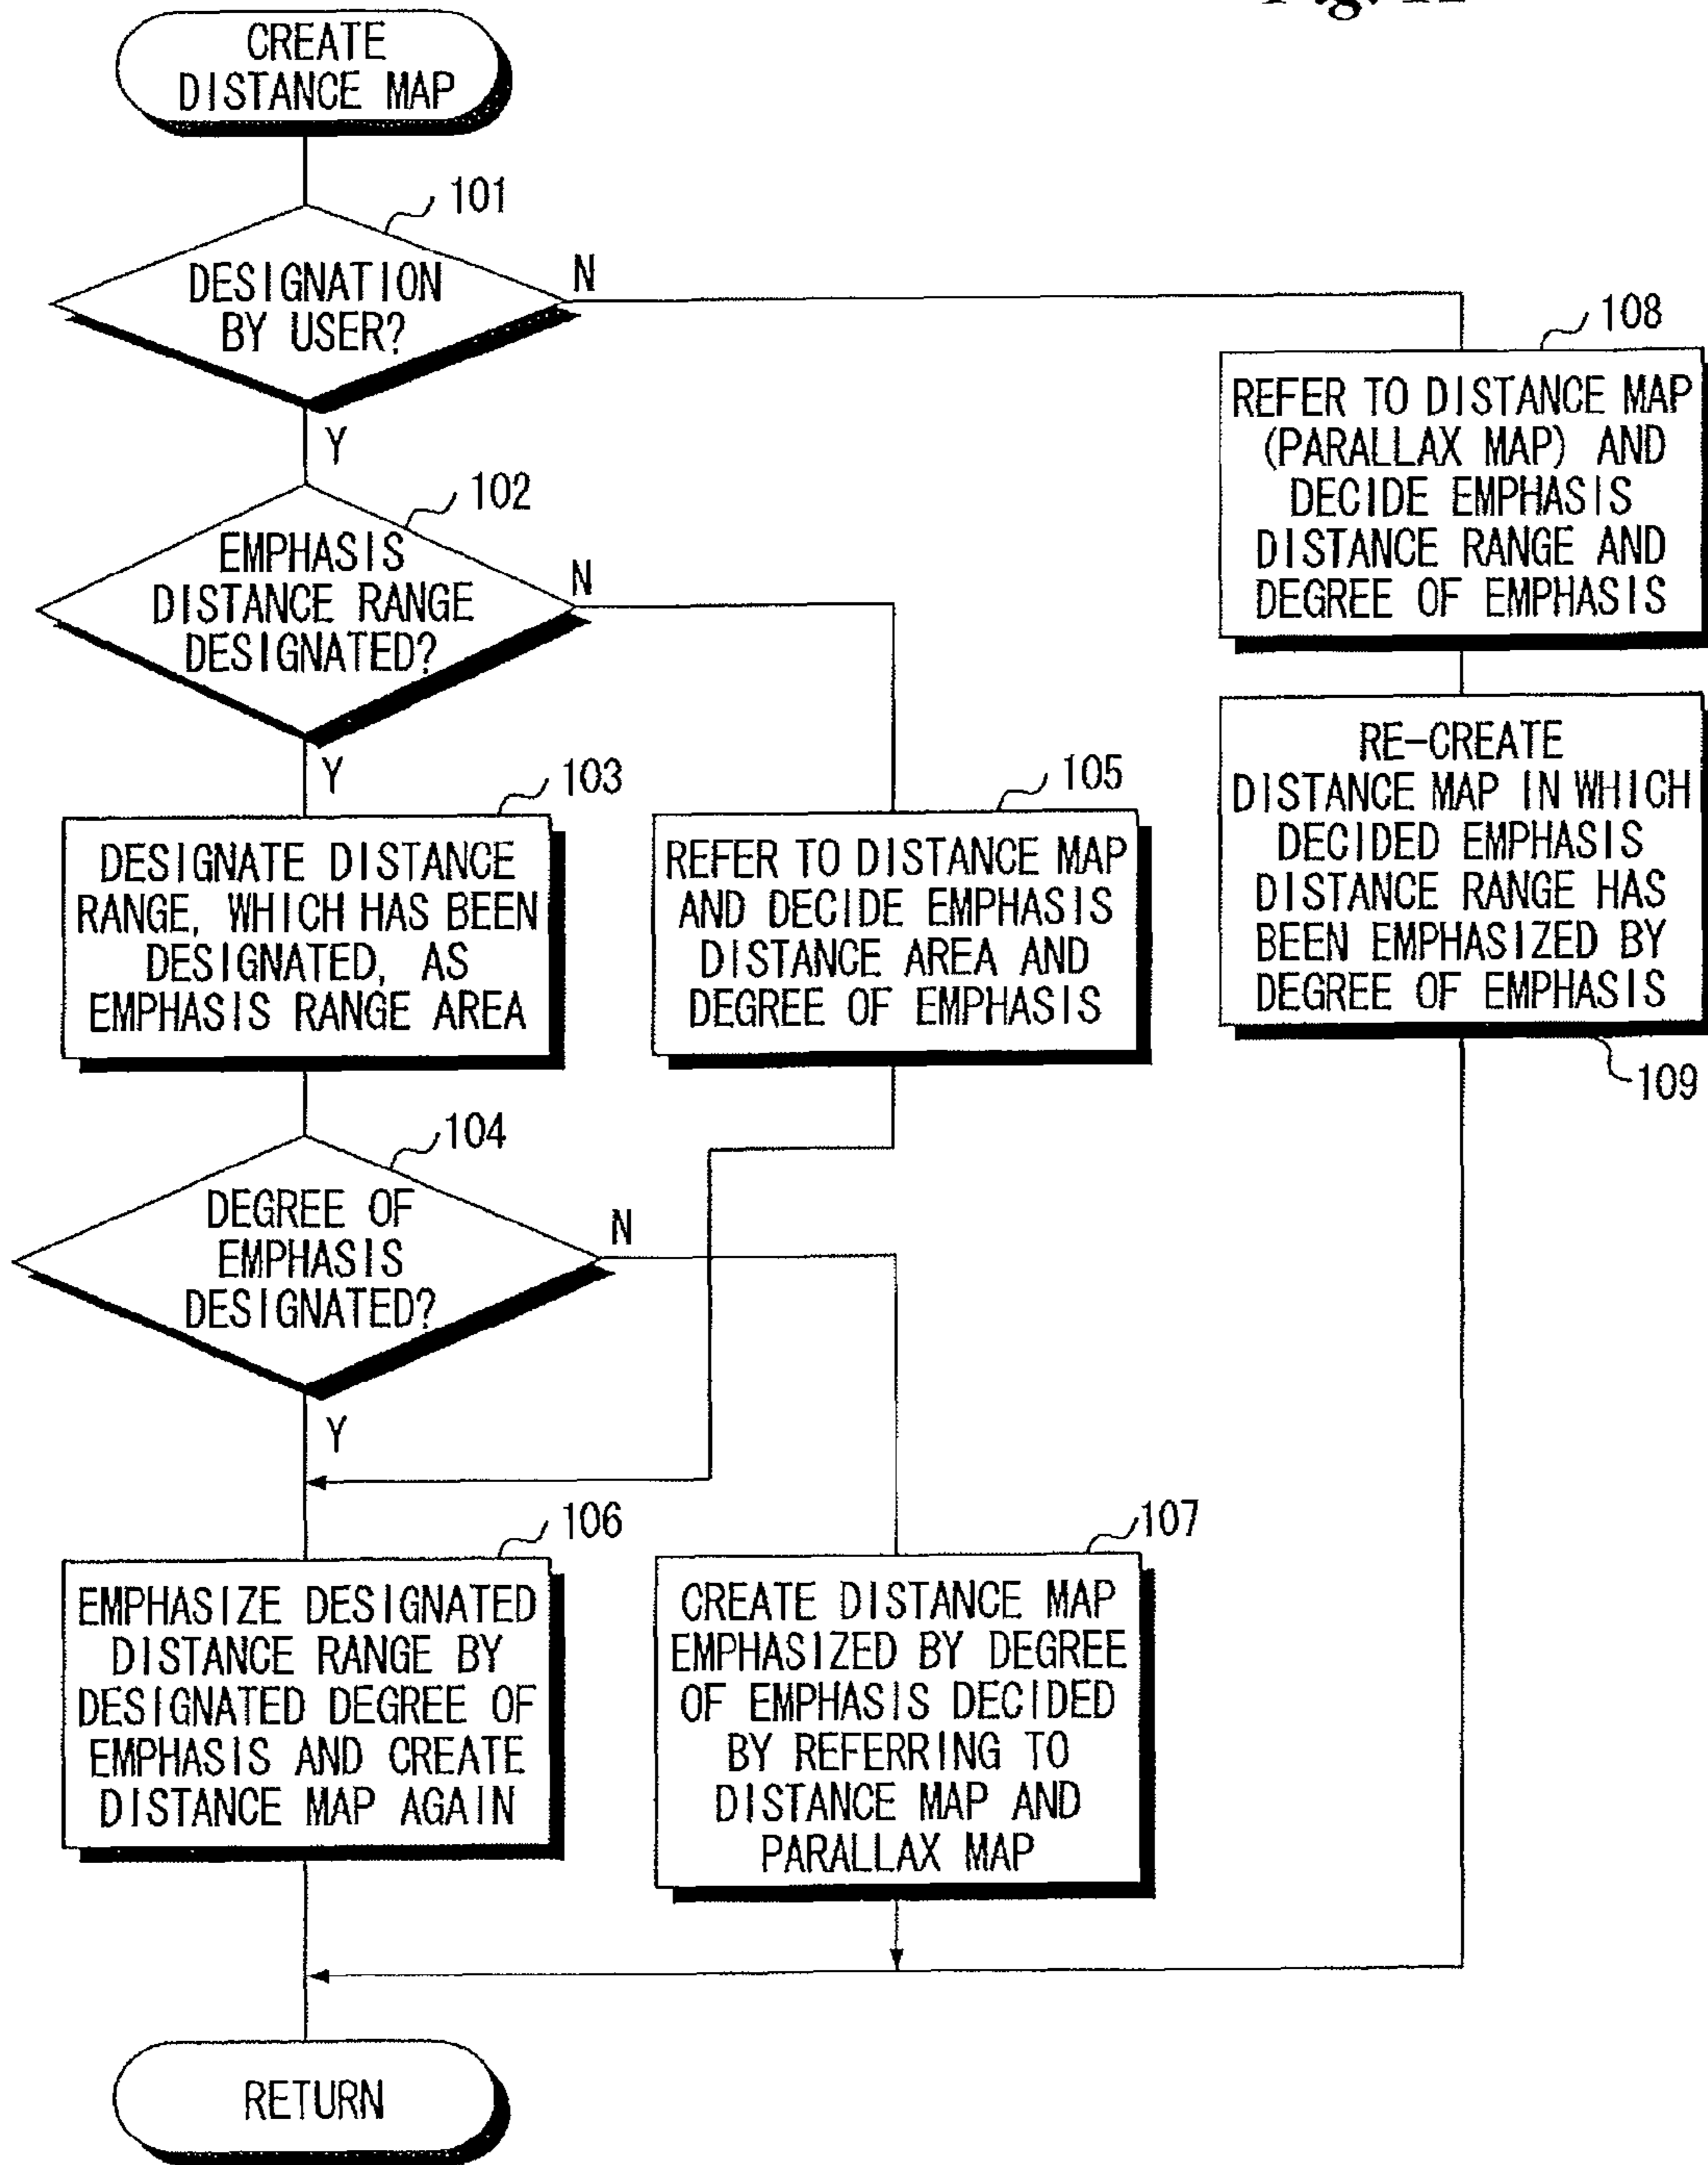 CREATE
DISTANCE MAP
101
DESIGNATION
BY USER?
N
Y
102
EMPHASIS
DISTANCE RANGE
DESIGNATED?
N
Y
103
DESIGNATE DISTANCE
RANGE, WHICH HAS BEEN
DESIGNATED, AS
EMPHASIS RANGE AREA
104
DEGREE OF
EMPHASIS
DESIGNATED?
N
Y
105
REFER TO DISTANCE MAP
AND DECIDE EMPHASIS
DISTANCE AREA AND
DEGREE OF EMPHASIS
106
EMPHASIZE DESIGNATED
DISTANCE RANGE BY
DESIGNATED DEGREE OF
EMPHASIS AND CREATE
DISTANCE MAP AGAIN
107
CREATE DISTANCE MAP
EMPHASIZED BY DEGREE
OF EMPHASIS DECIDED
BY REFERRING TO
DISTANCE MAP AND
PARALLAX MAP
108
REFER TO DISTANCE MAP
(PARALLAX MAP) AND
DECIDE EMPHASIS
DISTANCE RANGE AND
DEGREE OF EMPHASIS
RE-CREATE
DISTANCE MAP IN WHICH
DECIDED EMPHASIS
DISTANCE RANGE HAS
BEEN EMPHASIZED BY
DEGREE OF EMPHASIS
109
RETURN